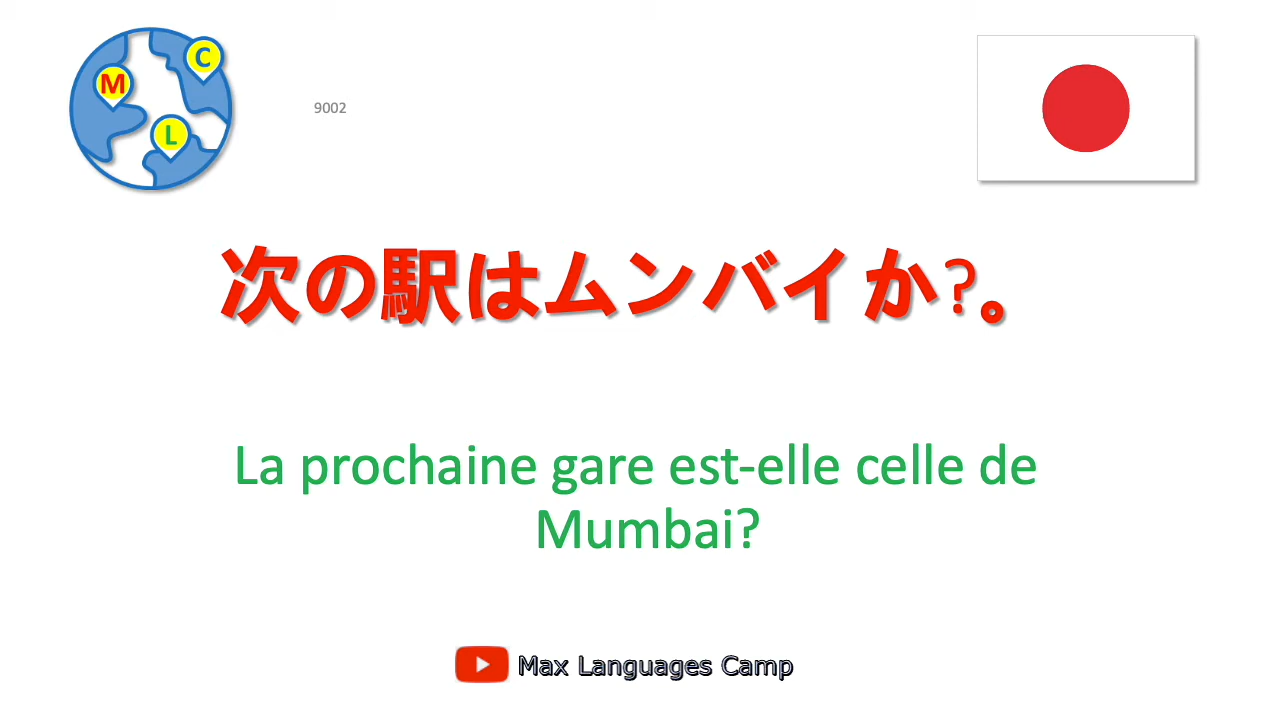 M
C
L
9002
次の駅はムンバイか?。
La prochaine gare est-elle celle de
Mumbai?
Max Languages Camp